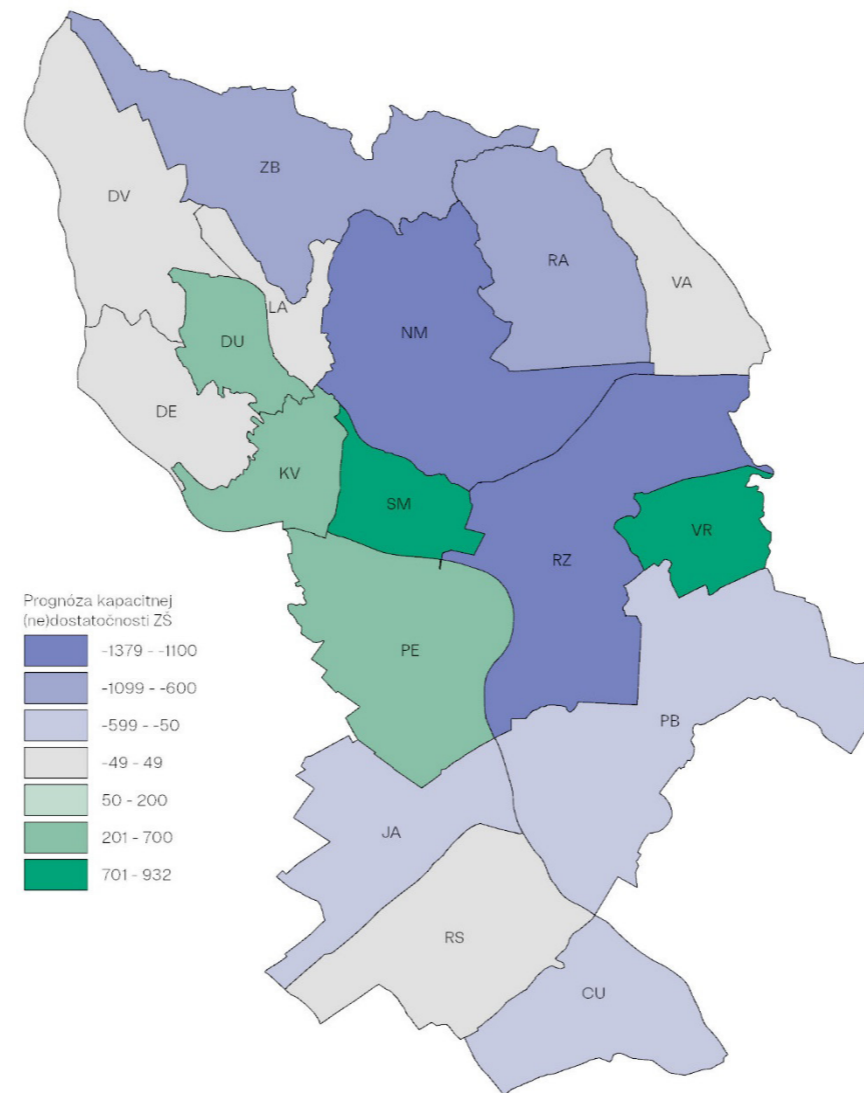 ZB
DV
RA
VA
LA
NM
DU
DE
KV
SM
VR
RZ
PE
PB
JA
RS
CU
Prognóza kapacitnej
(ne)dostatočnosti ZŠ
-1379 - -1100
-1099 - -600
-599 - -50
-49 - 49
50 - 200
201 - 700
701 - 932